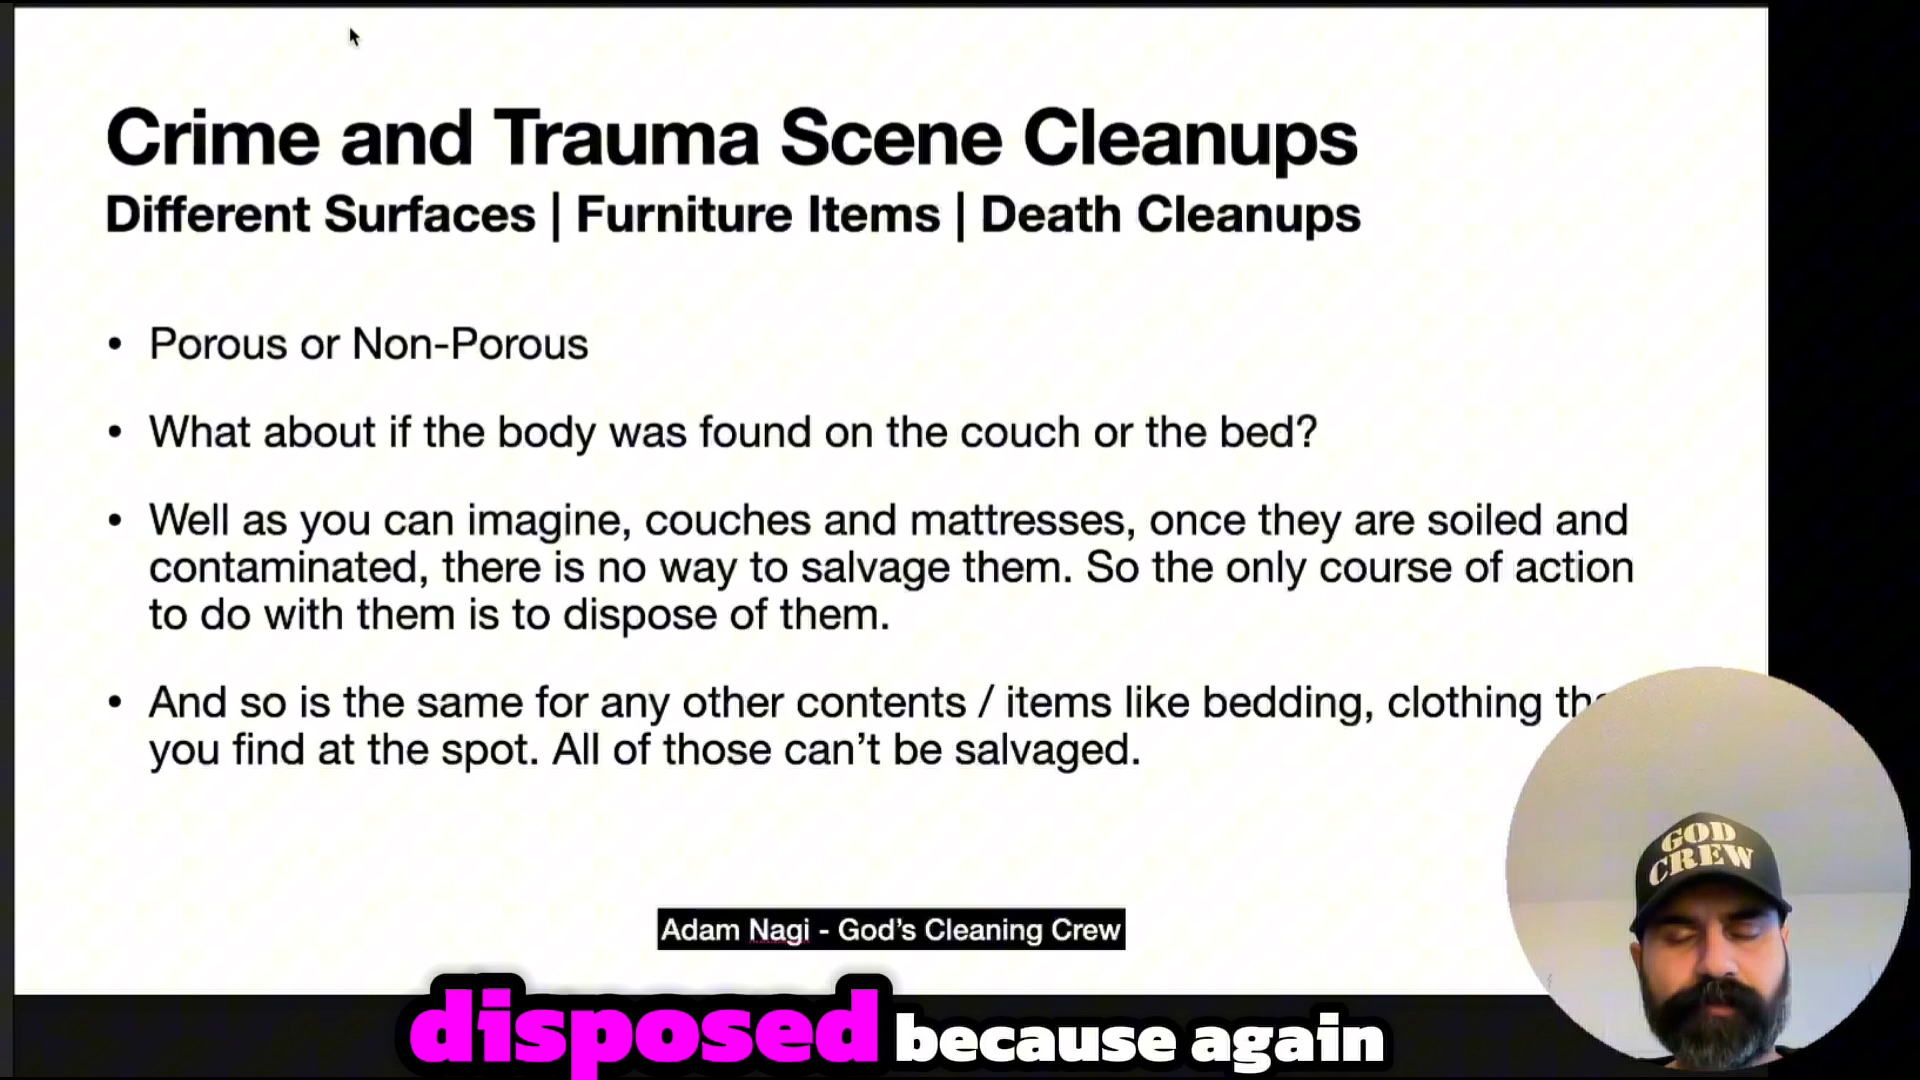 Crime and Trauma Scene Cleanups
Different Surfaces | Furniture Items | Death Cleanups
• Porous or Non-Porous
• What about if the body was found on the couch or the bed?
• Well as you can imagine, couches and mattresses, once they are soiled and
contaminated, there is no way to salvage them. So the only course of action
to do with them is to dispose of them.
• And so is the same for any other contents / items like bedding, clothing
you find at the spot. All of those can't be salvaged.
GOD
CREW
Adam Nagi - God's Cleaning Crew
disposed because again